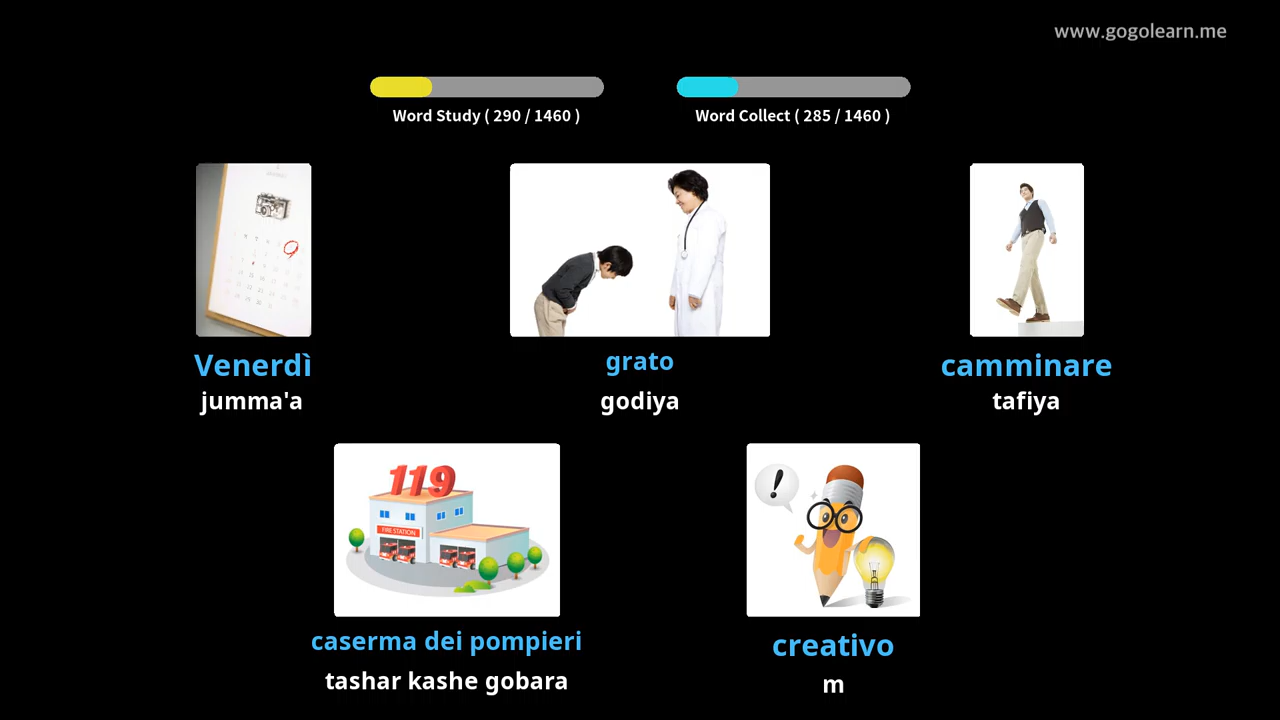 www.gogolearn.me
Word Study ( 290 / 1460 )
Word Collect ( 285 / 1460 )
Venerdì
jumma'a
grato
godiya
camminare
tafiya
119
FIRE STATION
!
caserma dei pompieri
tashar kashe gobara
creativo
m